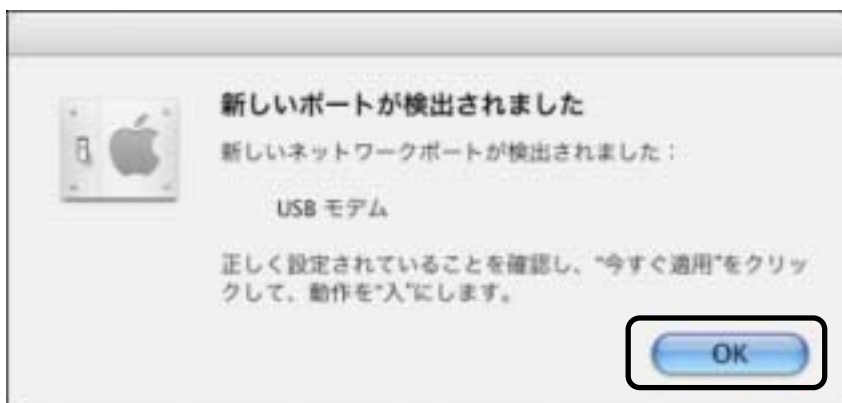 新しいポートが検出されました
新しいネットワークポートが検出されました：
USB モデム
正しく設定されていることを確認し、“今すぐ適用”をクリッ
クして、動作を“入”にします。
OK